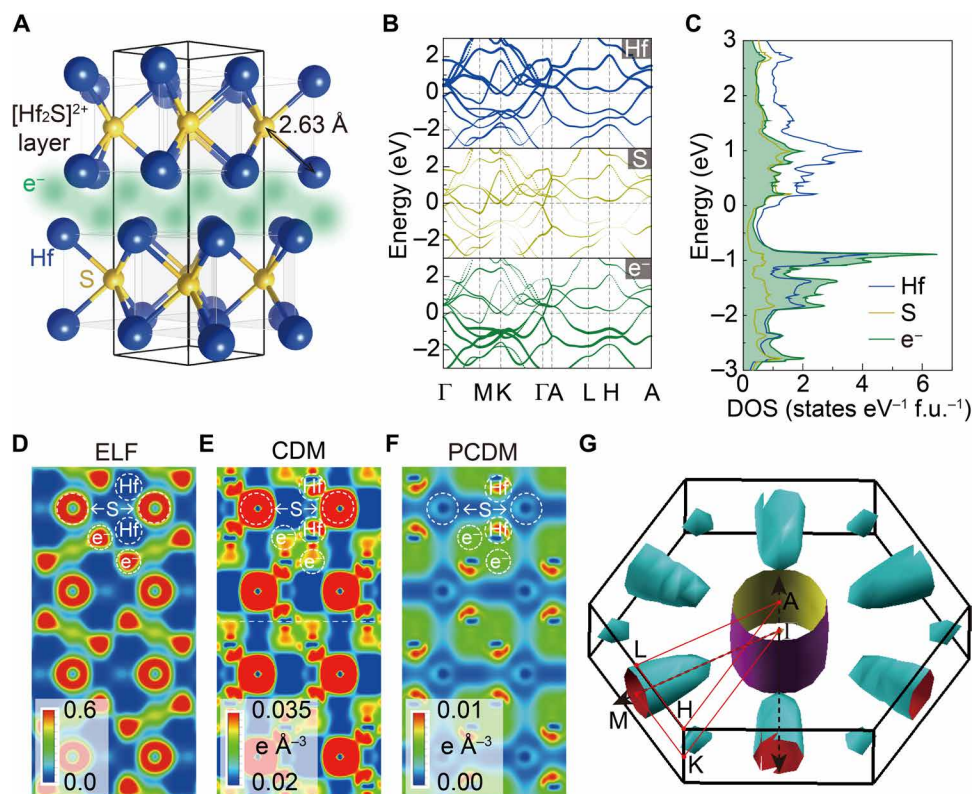 A
[Hf₂S]²⁺
layer
2.63 Å
e⁻
Hf
S
B
Energy (eV)
2
0
−2
Hf
2
0
−2
S
2
0
−2
e⁻
Γ M K Γ A L H A
C
Energy (eV)
3
2
1
0
−1
−2
−3
Hf
S
e⁻
0 2 4 6
DOS (states eV⁻¹ f.u.⁻¹)
D
ELF
Hf
S
Hf
e⁻
e⁻
0.6
0.0
E
CDM
Hf
S
Hf
e⁻
e⁻
0.035
e Å⁻³
0.02
F
PCDM
Hf
S
Hf
e⁻
e⁻
0.01
e Å⁻³
0.00
G
A
Γ
L
M
H
K